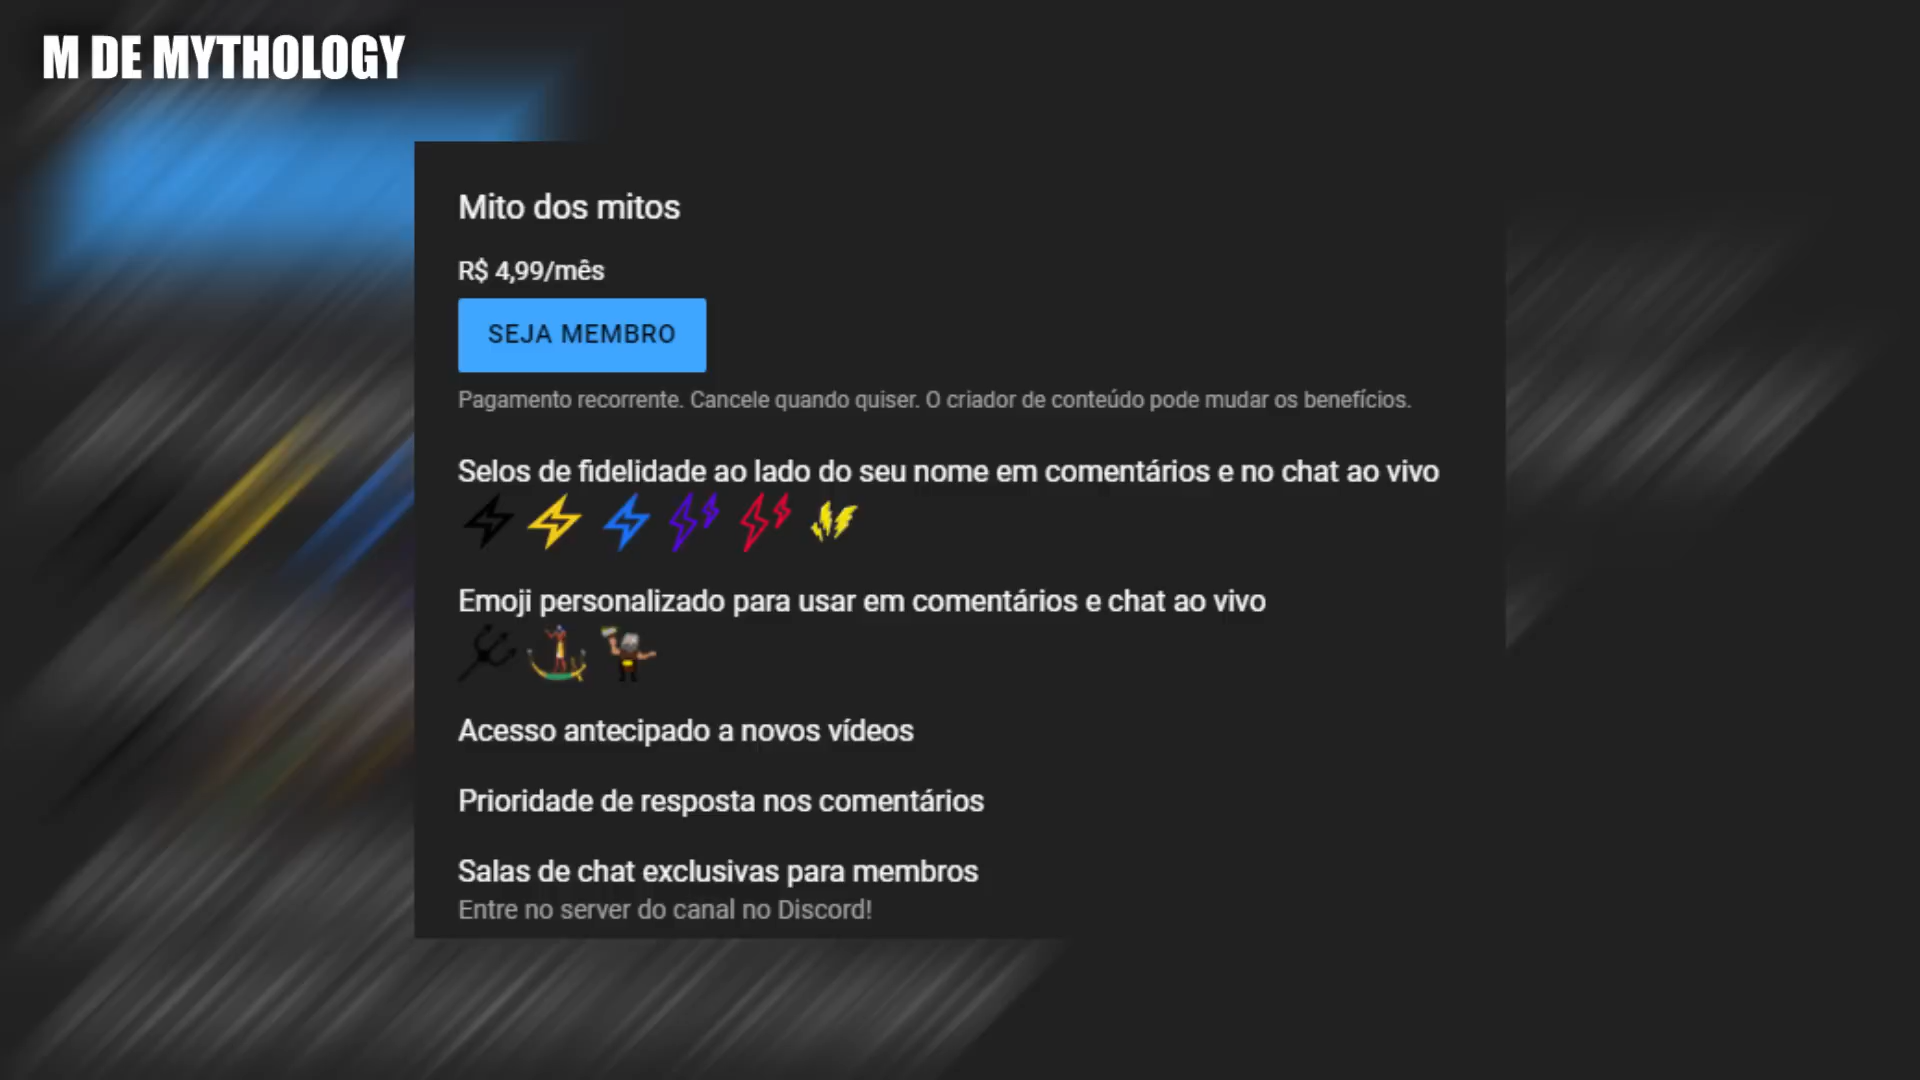 M DE MYTHOLOGY
Mito dos mitos
R$ 4,99/mês
SEJA MEMBRO
Pagamento recorrente. Cancele quando quiser. O criador de conteúdo pode mudar os benefícios.
Selos de fidelidade ao lado do seu nome em comentários e no chat ao vivo
Emoji personalizado para usar em comentários e chat ao vivo
Acesso antecipado a novos vídeos
Prioridade de resposta nos comentários
Salas de chat exclusivas para membros
Entre no server do canal no Discord!